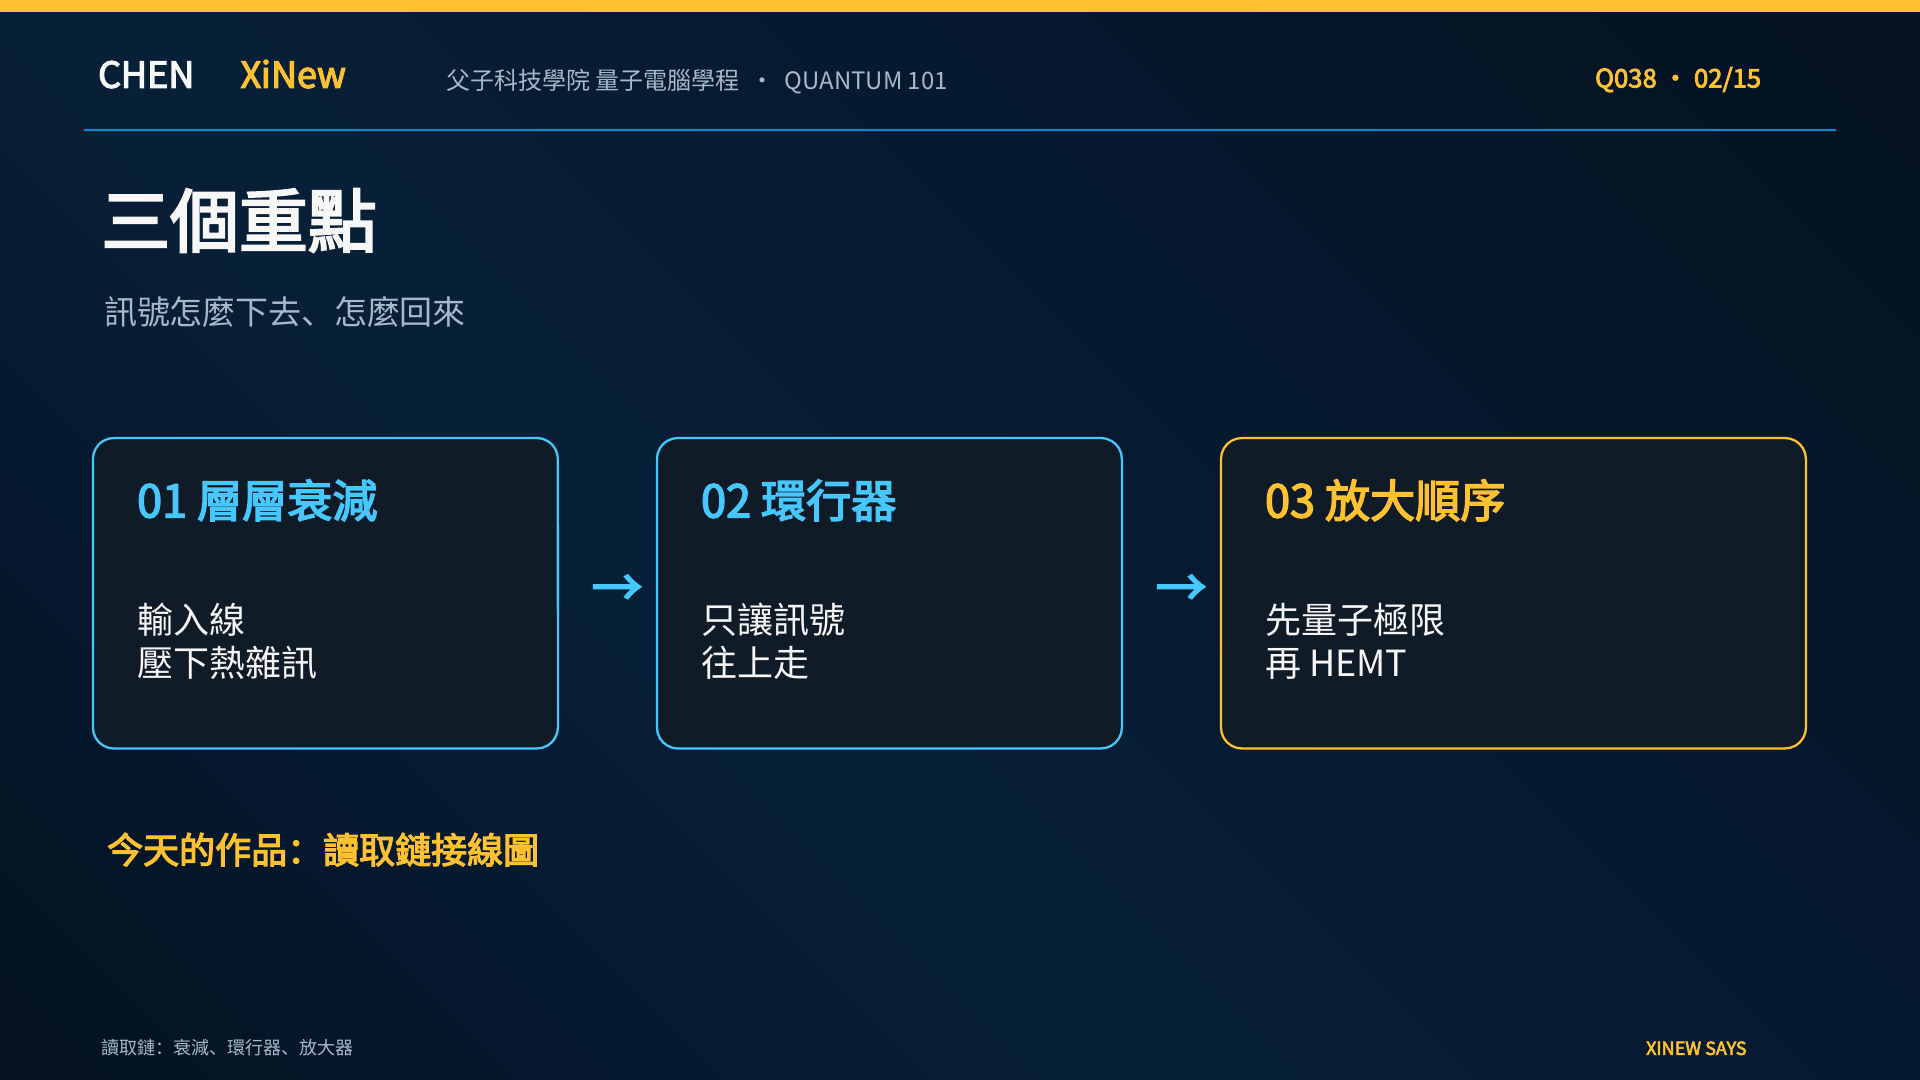 CHEN XiNew 父子科技學院 量子電腦學程 · QUANTUM 101 Q038 · 02/15
三個重點
訊號怎麼下去、怎麼回來
01 層層衰減
輸入線
壓下熱雜訊
→
02 環行器
只讓訊號
往上走
→
03 放大順序
先量子極限
再 HEMT
今天的作品：讀取鏈接線圖
讀取鏈：衰減、環行器、放大器
XINEW SAYS